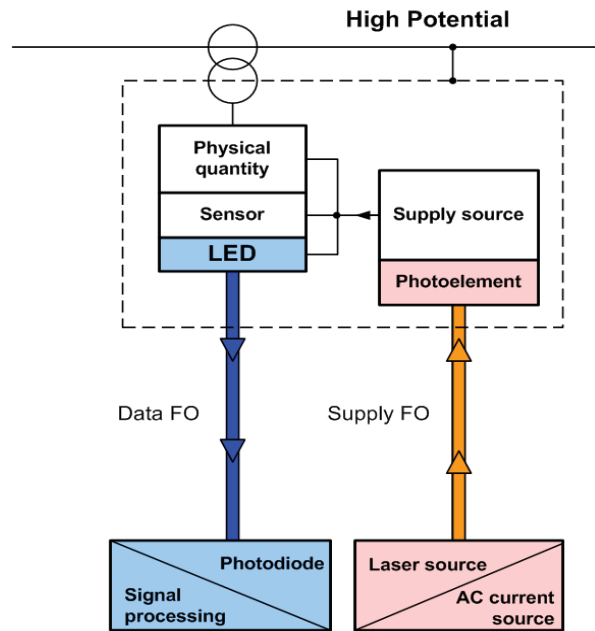 High Potential
Physical
quantity
Sensor
LED
Supply source
Photoelement
Data FO
Supply FO
Photodiode
Signal
processing
Laser source
AC current
source